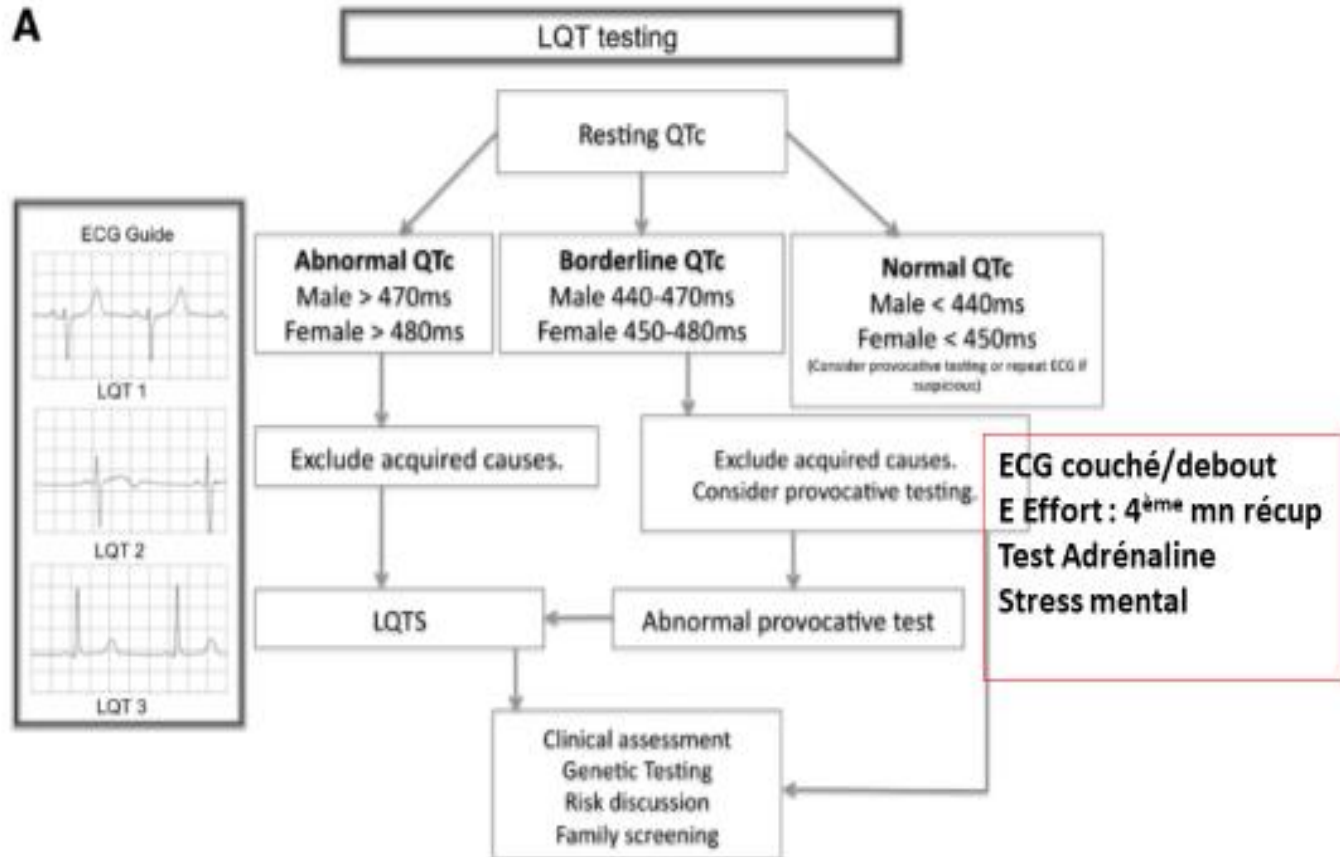 A
LQT testing
Resting QTc
ECG Guide
LQT 1
LQT 2
LQT 3
Abnormal QTc
Male > 470ms
Female > 480ms
Borderline QTc
Male 440-470ms
Female 450-480ms
Normal QTc
Male < 440ms
Female < 450ms
(Consider provocative testing or repeat ECG if
suspicious)
Exclude acquired causes.
Exclude acquired causes.
Consider provocative testing.
ECG couché/debout
E Effort : 4ème mn récup
Test Adrénaline
Stress mental
LQTS
Abnormal provocative test
Clinical assessment
Genetic Testing
Risk discussion
Family screening